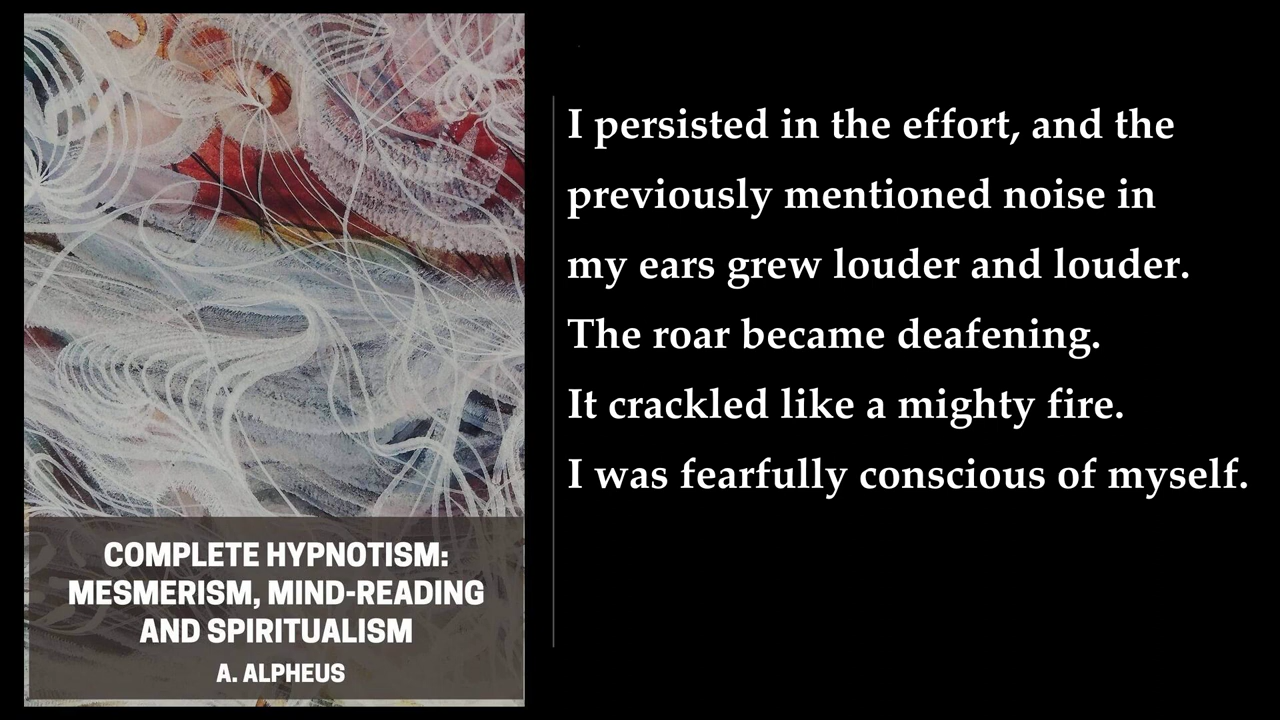 COMPLETE HYPNOTISM:
MESMERISM, MIND-READING
AND SPIRITUALISM
A. ALPHEUS
I persisted in the effort, and the
previously mentioned noise in
my ears grew louder and louder.
The roar became deafening.
It crackled like a mighty fire.
I was fearfully conscious of myself.